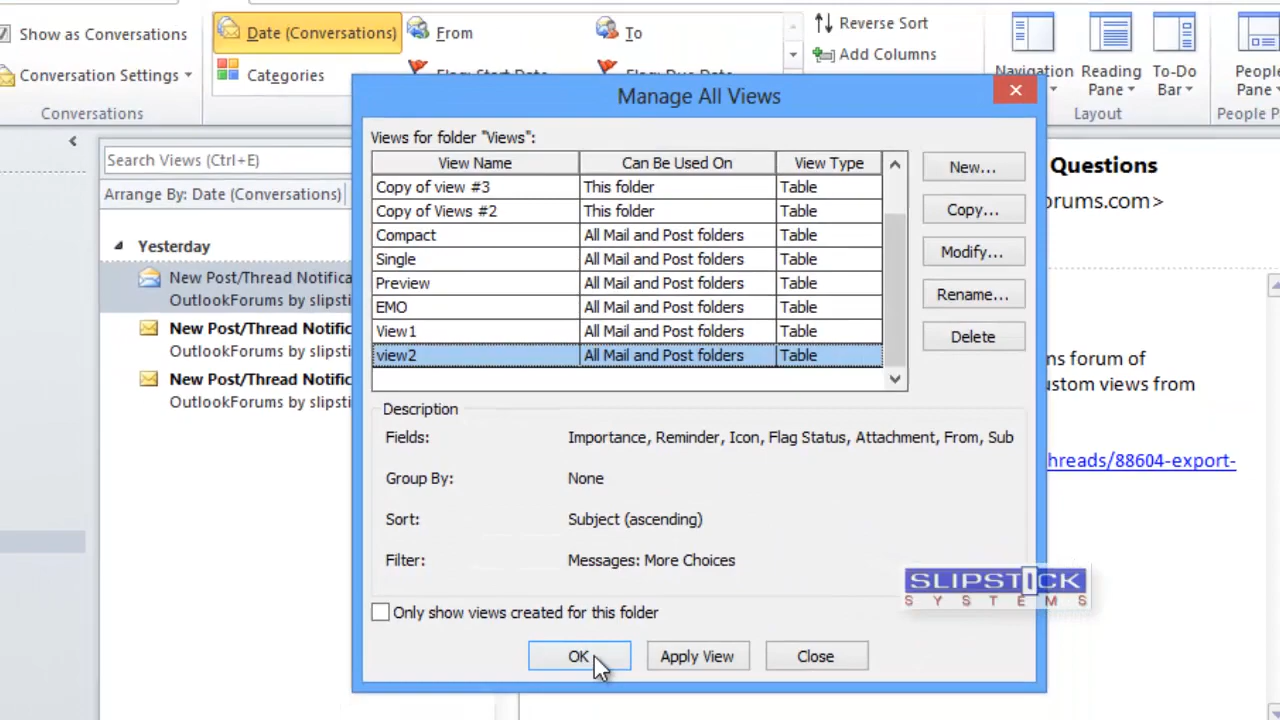 Show as Conversations
Date (Conversations)
From
To
Reverse Sort
Conversation Settings
Categories
Flag: Start Date
Flag: Due Date
Add Columns
Navigation
Pane
Reading
Pane
To-Do
Bar
People
Pane
Conversations
Layout
People P
Manage All Views
Search Views (Ctrl+E)
Arrange By: Date (Conversations)
Yesterday
New Post/Thread Notifica
OutlookForums by slipsti
New Post/Thread Notific
OutlookForums by slipsti
New Post/Thread Notific
OutlookForums by slipsti
Views for folder "Views":
View Name Can Be Used On View Type
Copy of view #3 This folder Table
Copy of Views #2 This folder Table
Compact All Mail and Post folders Table
Single All Mail and Post folders Table
Preview All Mail and Post folders Table
EMO All Mail and Post folders Table
View1 All Mail and Post folders Table
view2 All Mail and Post folders Table
New...
Copy...
Modify...
Rename...
Delete
Description
Fields: Importance, Reminder, Icon, Flag Status, Attachment, From, Sub
Group By: None
Sort: Subject (ascending)
Filter: Messages: More Choices
Only show views created for this folder
OK Apply View Close
Questions
orums.com>
ns forum of
ustom views from
hreads/88604-export-
SLIPSTICK
SYSTEMS